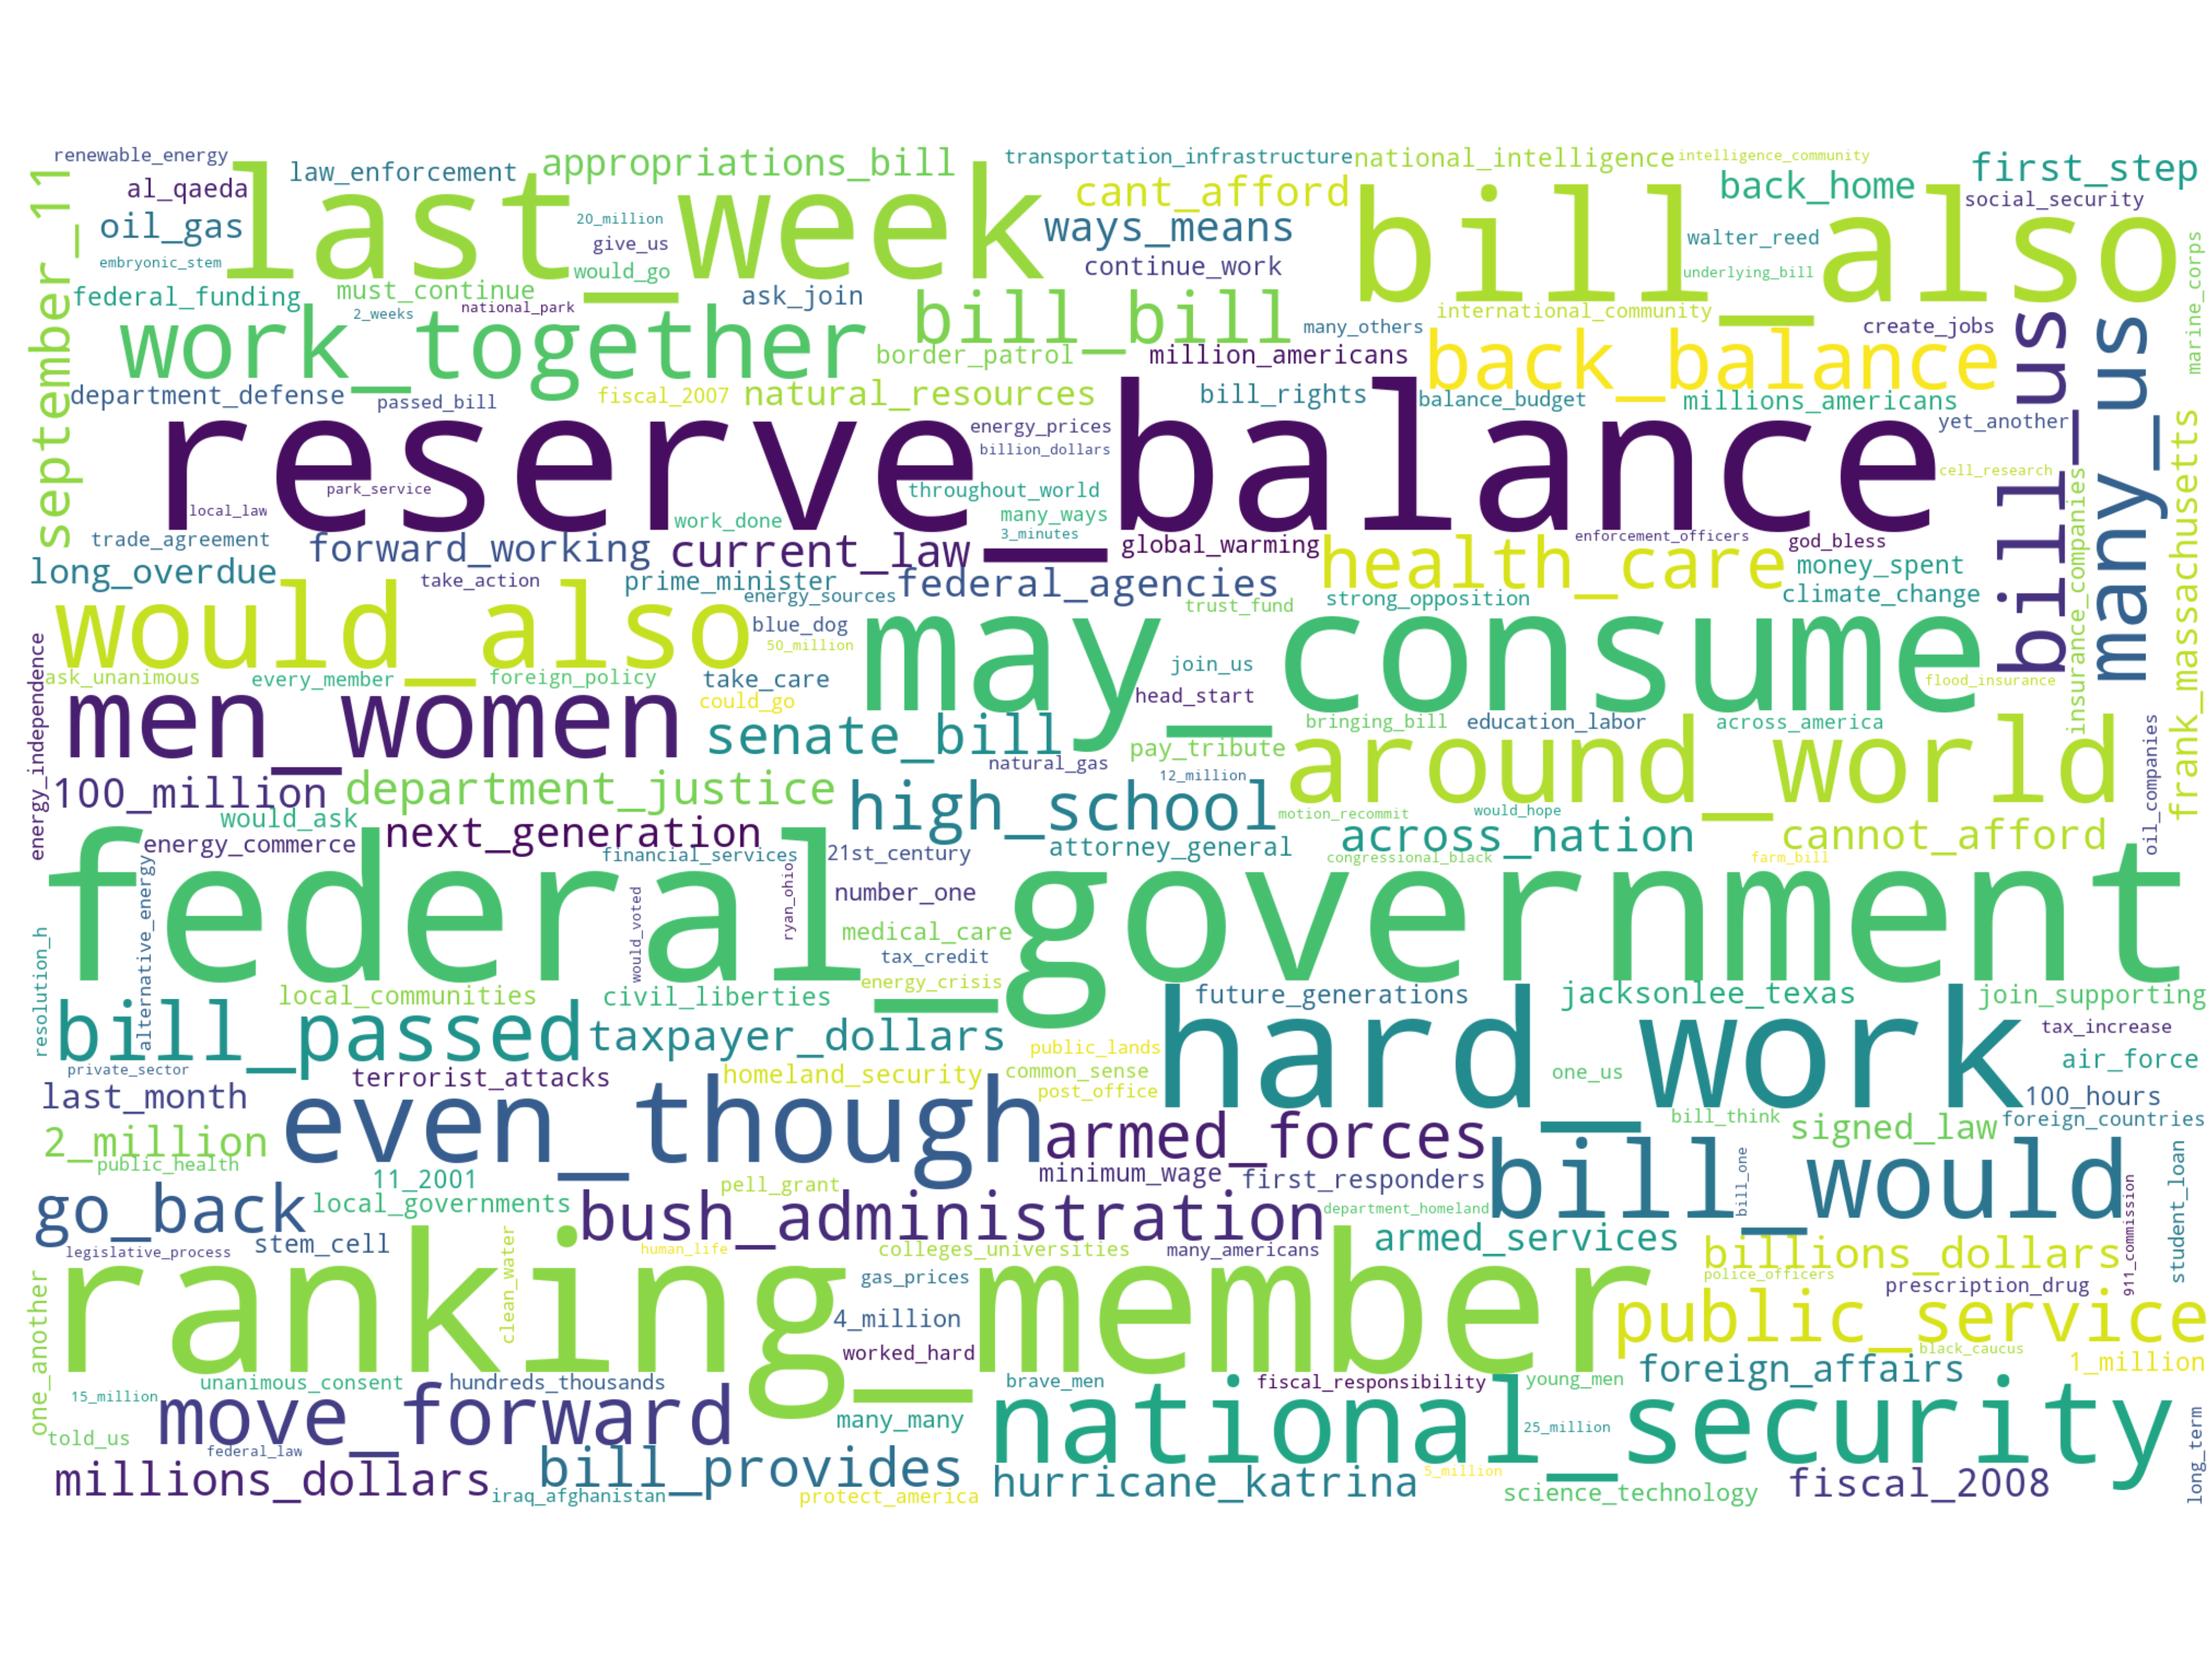 renewable_energy
law_enforcement
appropriations_bill
transportation_infrastructure
national_intelligence
intelligence_community
first_step
september_11
al_qaeda
last_week
cant_afford
bill_also
back_home
social_security
oil_gas
20_million
ways_means
walter_reed
give_us
embryonic_stem
would_go
continue_work
underlying_bill
marine_corps
federal_funding
must_continue
ask_join
national_park
2_weeks
work_together
bill_bill
many_others
international_community
create_jobs
bill_us
many_us
border_patrol
million_americans
back_balance
department_defense
passed_bill
fiscal_2007
natural_resources
bill_rights
balance_budget
millions_americans
reserve_balance
energy_prices
billion_dollars
yet_another
frank_massachusetts
cell_research
insurance_companies
park_service
throughout_world
local_law
work_done
many_ways
3_minutes
trade_agreement
forward_working
current_law
global_warming
enforcement_officers
god_bless
long_overdue
take_action
prime_minister
federal_agencies
health_care
money_spent
energy_sources
trust_fund
strong_opposition
climate_change
would_also
blue_dog
50_million
may_consume
energy_independence
ask_unanimous
every_member
foreign_policy
take_care
join_us
flood_insurance
could_go
head_start
men_women
senate_bill
bringing_bill
education_labor
across_america
oil_companies
pay_tribute
around_world
natural_gas
12_million
100_million
department_justice
high_school
motion_recommit
would_hope
would_ask
next_generation
across_nation
cannot_afford
energy_commerce
financial_services
21st_century
attorney_general
congressional_black
farm_bill
federal_government
alternative_energy
would_voted
ryan_ohio
number_one
resolution_h
medical_care
tax_credit
energy_crisis
local_communities
civil_liberties
future_generations
jacksonlee_texas
join_supporting
bill_passed
taxpayer_dollars
hard_work
tax_increase
public_lands
private_sector
terrorist_attacks
homeland_security
common_sense
one_us
air_force
last_month
post_office
100_hours
even_though
bill_think
signed_law
foreign_countries
2_million
armed_forces
public_health
11_2001
minimum_wage
first_responders
bill_would
bill_one
student_loan
911_commission
go_back
local_governments
pell_grant
bush_administration
department_homeland
legislative_process
stem_cell
clean_water
human_life
colleges_universities
many_americans
armed_services
billions_dollars
one_another
ranking_member
gas_prices
police_officers
prescription_drug
4_million
public_service
worked_hard
black_caucus
1_million
unanimous_consent
hundreds_thousands
brave_men
fiscal_responsibility
young_men
foreign_affairs
15_million
move_forward
many_many
national_security
25_million
long_term
told_us
federal_law
millions_dollars
iraq_afghanistan
bill_provides
protect_america
hurricane_katrina
5_million
science_technology
fiscal_2008